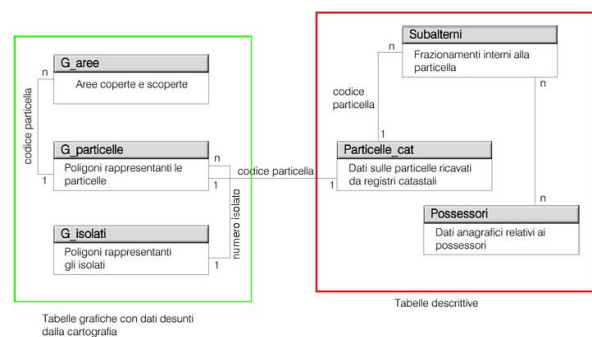 G_aree
n
Aree coperte e scoperte
codice particella
G_particelle
n
1
Poligoni rappresentanti le
particelle
1
numero isolato
G_isolati
Poligoni rappresentanti
gli isolati
1
Tabelle grafiche con dati desunti
dalla cartografia
codice particella
Subalterni
n
Frazionamenti interni alla
particella
n
codice
particella
1
Particelle_cat
1
Dati sulle particelle ricavati
da registri catastali
n
Possessori
Dati anagrafici relativi ai
possessori
Tabelle descrittive